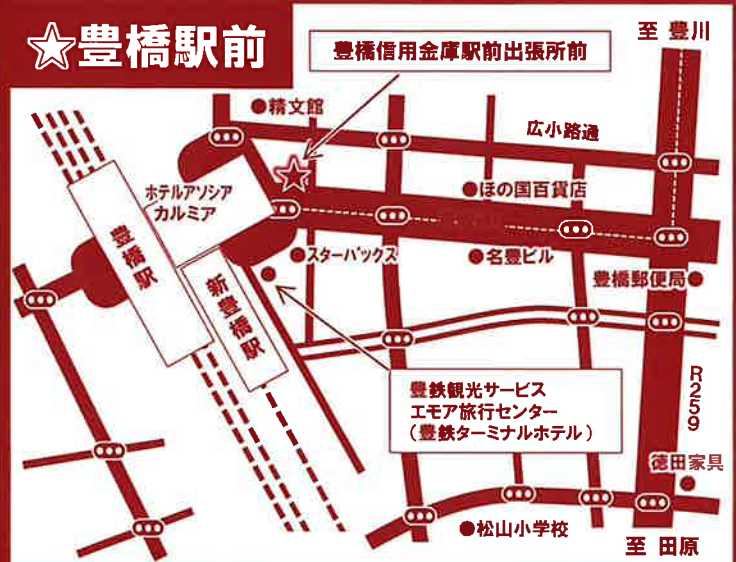 ☆豊橋駅前
豊橋信用金庫駅前出張所前
至 豊川
●精文館
広小路通
ホテルアソシア
カルミア
●ほの国百貨店
豊橋駅
●スターバックス
●名豊ビル
新豊橋駅
豊橋郵便局●
豊鉄観光サービス
エモア旅行センター
（豊鉄ターミナルホテル）
R259
徳田家具
●松山小学校
至 田原